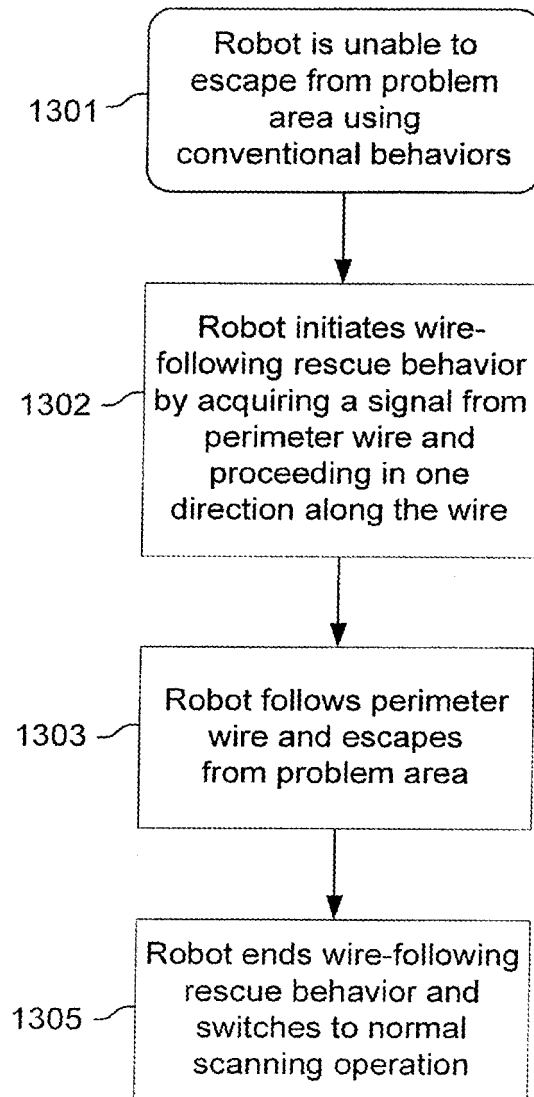 Robot is unable to
escape from problem
area using
conventional behaviors
1301
Robot initiates wire-
following rescue behavior
by acquiring a signal from
perimeter wire and
proceeding in one
direction along the wire
1302
Robot follows perimeter
wire and escapes
from problem area
1303
Robot ends wire-following
rescue behavior and
switches to normal
scanning operation
1305